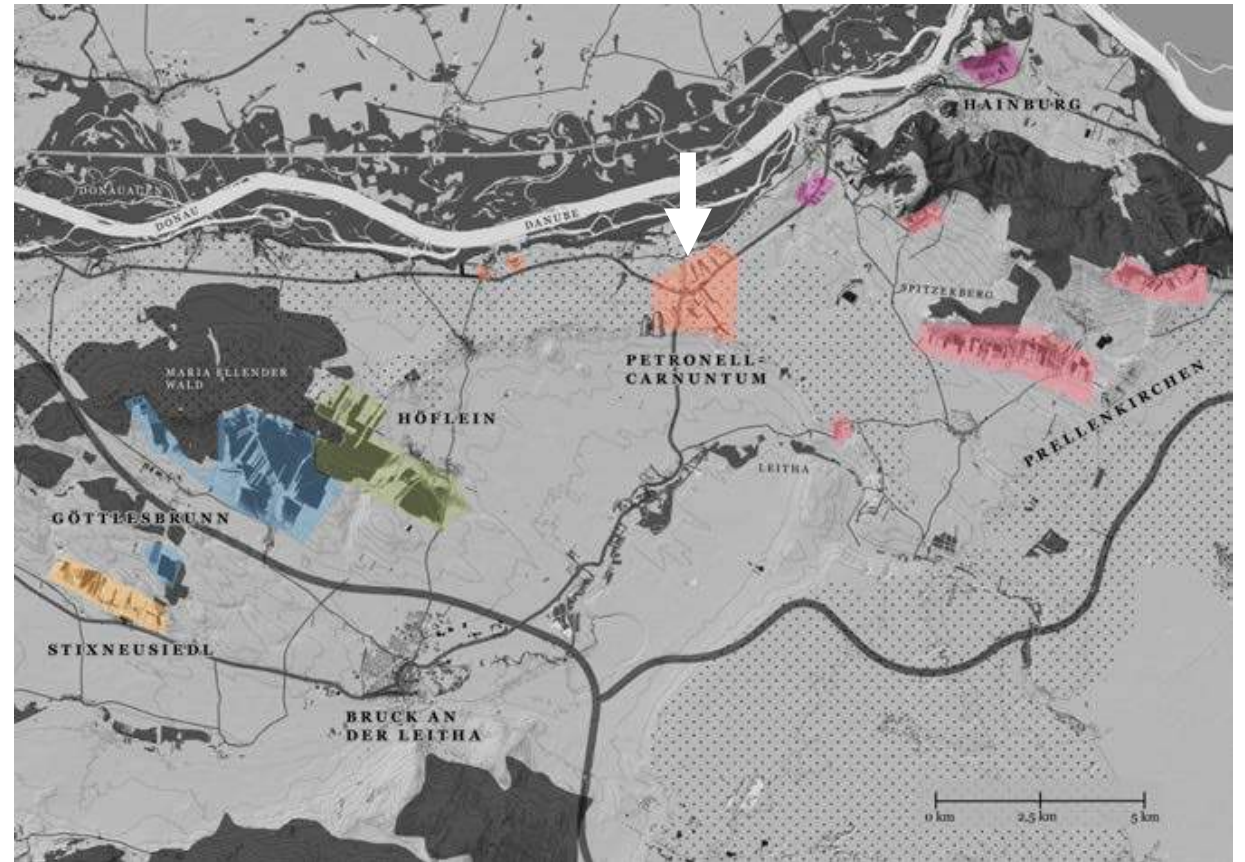 HAINBURG
DONAUAUEN
DONAU
DANUBE
SPITZERBERG
PETRONELL=
CARNUNTUM
MARIA ELLENDER
WALD
HÖFLEIN
PRELLENKIRCHEN
LEITHA
GÖTTLESBRUNN
STIXNEUSIEDL
BRUCK AN
DER LEITHA
0 km
2.5 km
5 km